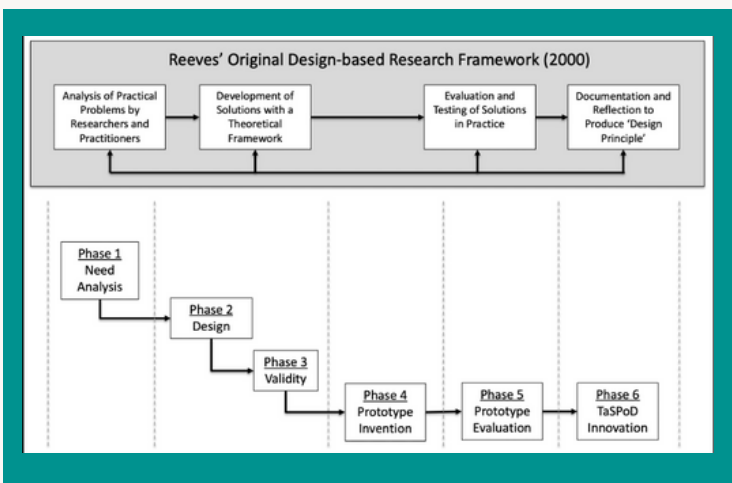 Reeves' Original Design-based Research Framework (2000)
Analysis of Practical
Problems by
Researchers and
Practitioners
Development of
Solutions with a
Theoretical
Framework
Evaluation and
Testing of Solutions
in Practice
Documentation and
Reflection to
Produce 'Design
Principle'
Phase 1
Need
Analysis
Phase 2
Design
Phase 3
Validity
Phase 4
Prototype
Invention
Phase 5
Prototype
Evaluation
Phase 6
TaSPoD
Innovation